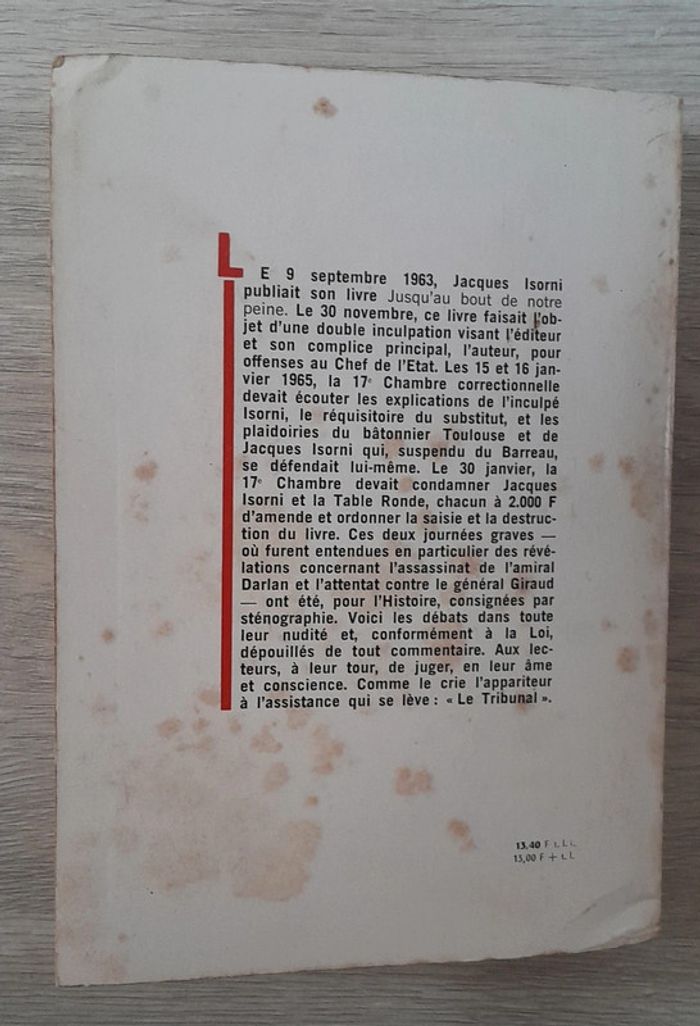 LE 9 septembre 1963, Jacques Isorni
publiait son livre Jusqu'au bout de notre
peine. Le 30 novembre, ce livre faisait l'ob-
jet d'une double inculpation visant l'éditeur
et son complice principal, l'auteur, pour
offenses au Chef de l'Etat. Les 15 et 16 jan-
vier 1965, la 17e Chambre correctionnelle
devait écouter les explications de l'inculpé
Isorni, le réquisitoire du substitut, et les
plaidoiries du bâtonnier Toulouse et de
Jacques Isorni qui, suspendu du Barreau,
se défendait lui-même. Le 30 janvier, la
17e Chambre devait condamner Jacques
Isorni et la Table Ronde, chacun à 2.000 F
d'amende et ordonner la saisie et la destruc-
tion du livre. Ces deux journées graves —
où furent entendues en particulier des révé-
lations concernant l'assassinat de l'amiral
Darlan et l'attentat contre le général Giraud
— ont été, pour l'Histoire, consignées par
sténographie. Voici les débats dans toute
leur nudité et, conformément à la Loi,
dépouillés de tout commentaire. Aux lec-
teurs, à leur tour, de juger, en leur âme
et conscience. Comme le crie l'appariteur
à l'assistance qui se lève : « Le Tribunal ».
13,40 F
13,00 F +